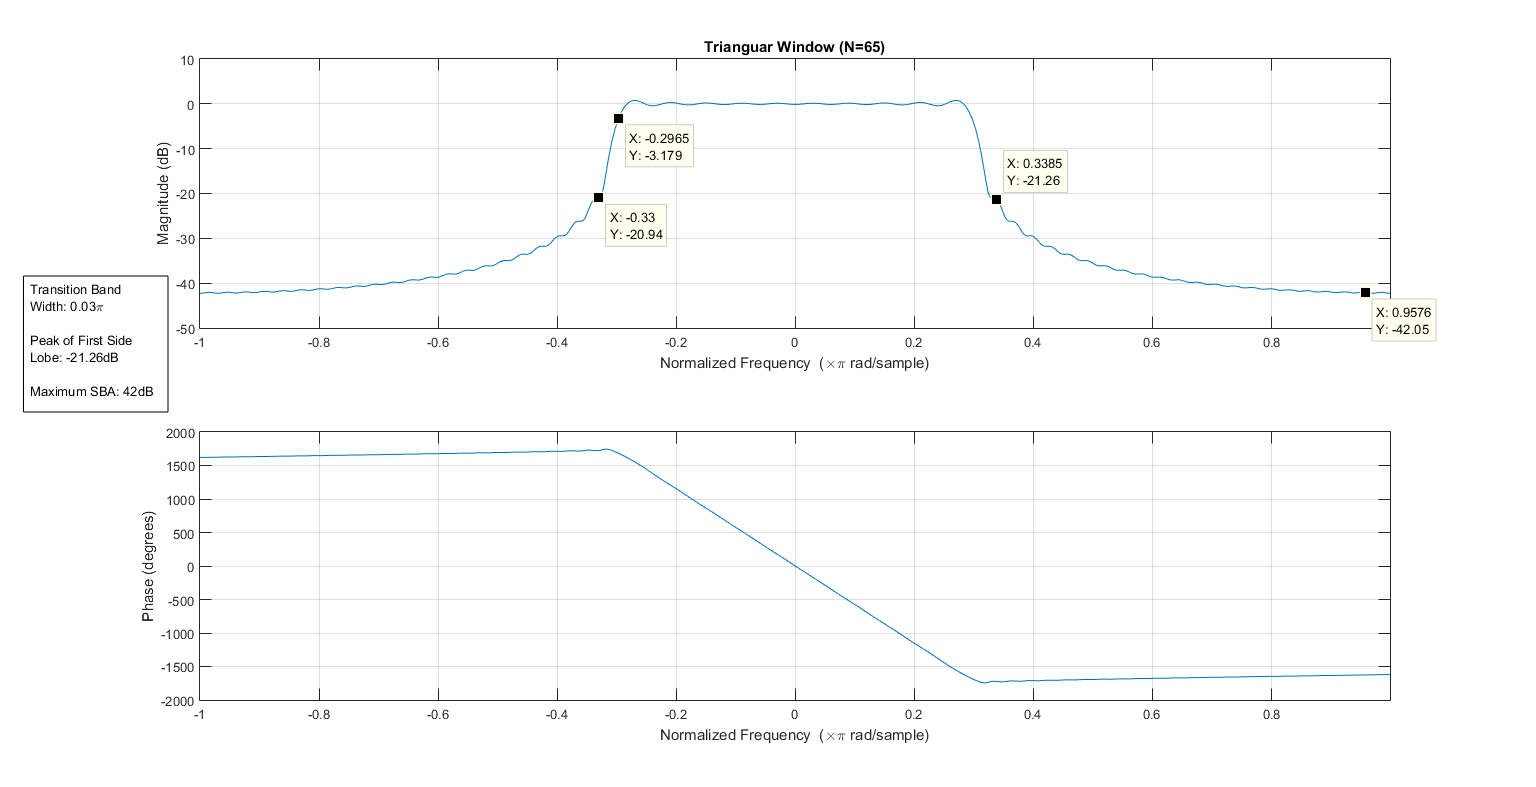 Trianguar Window (N=65)
10
0
-10
-20
-30
-40
-50
Magnitude (dB)
X: -0.2965
Y: -3.179
X: -0.33
Y: -20.94
X: 0.3385
Y: -21.26
X: 0.9576
Y: -42.05
-1 -0.8 -0.6 -0.4 -0.2 0 0.2 0.4 0.6 0.8
Normalized Frequency (×π rad/sample)
Transition Band
Width: 0.03π
Peak of First Side
Lobe: -21.26dB
Maximum SBA: 42dB
2000
1500
1000
500
0
-500
-1000
-1500
-2000
Phase (degrees)
-1 -0.8 -0.6 -0.4 -0.2 0 0.2 0.4 0.6 0.8
Normalized Frequency (×π rad/sample)